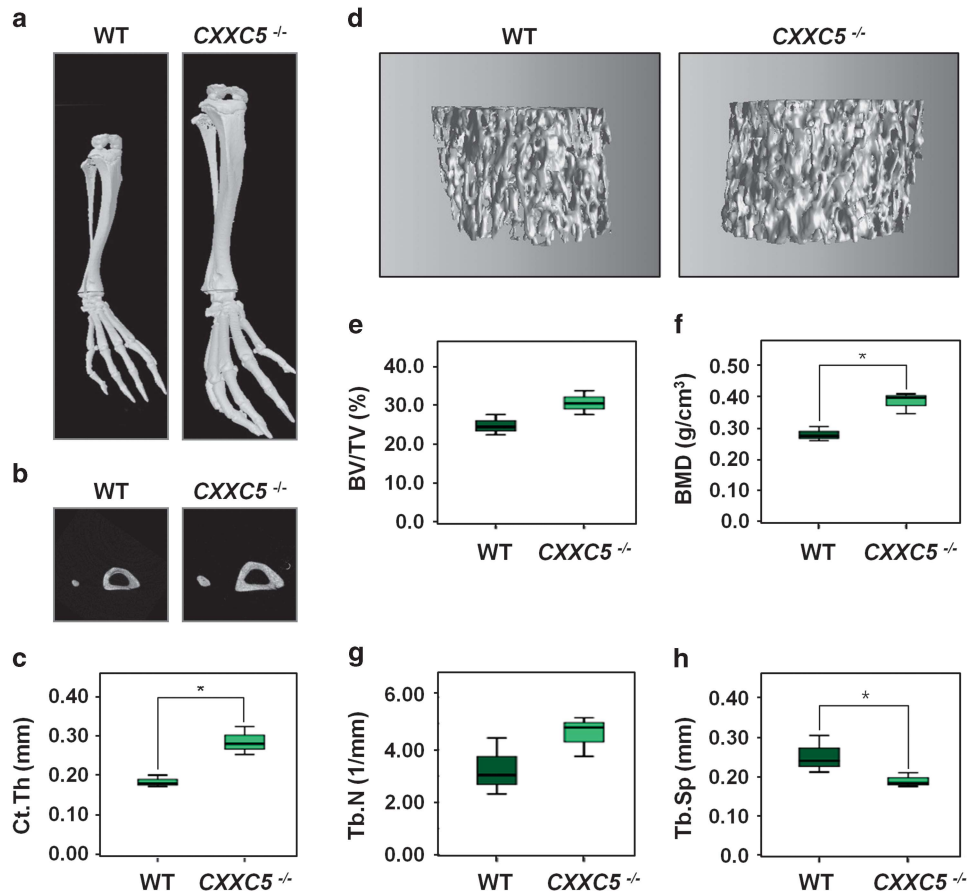 a
WT CXXC5 -/-
b
WT CXXC5 -/-
c
Ct.Th (mm)
0.40
0.30
0.20
0.10
0.00
*
WT CXXC5 -/-
d
WT CXXC5 -/-
e
BV/TV (%)
40.0
30.0
20.0
10.0
0.0
WT CXXC5 -/-
f
BMD (g/cm³)
0.50
0.40
0.30
0.20
0.10
0.0
*
WT CXXC5 -/-
g
Tb.N (1/mm)
6.00
4.00
2.00
0.00
WT CXXC5 -/-
h
Tb.Sp (mm)
0.40
0.30
0.20
0.10
0.00
*
WT CXXC5 -/-